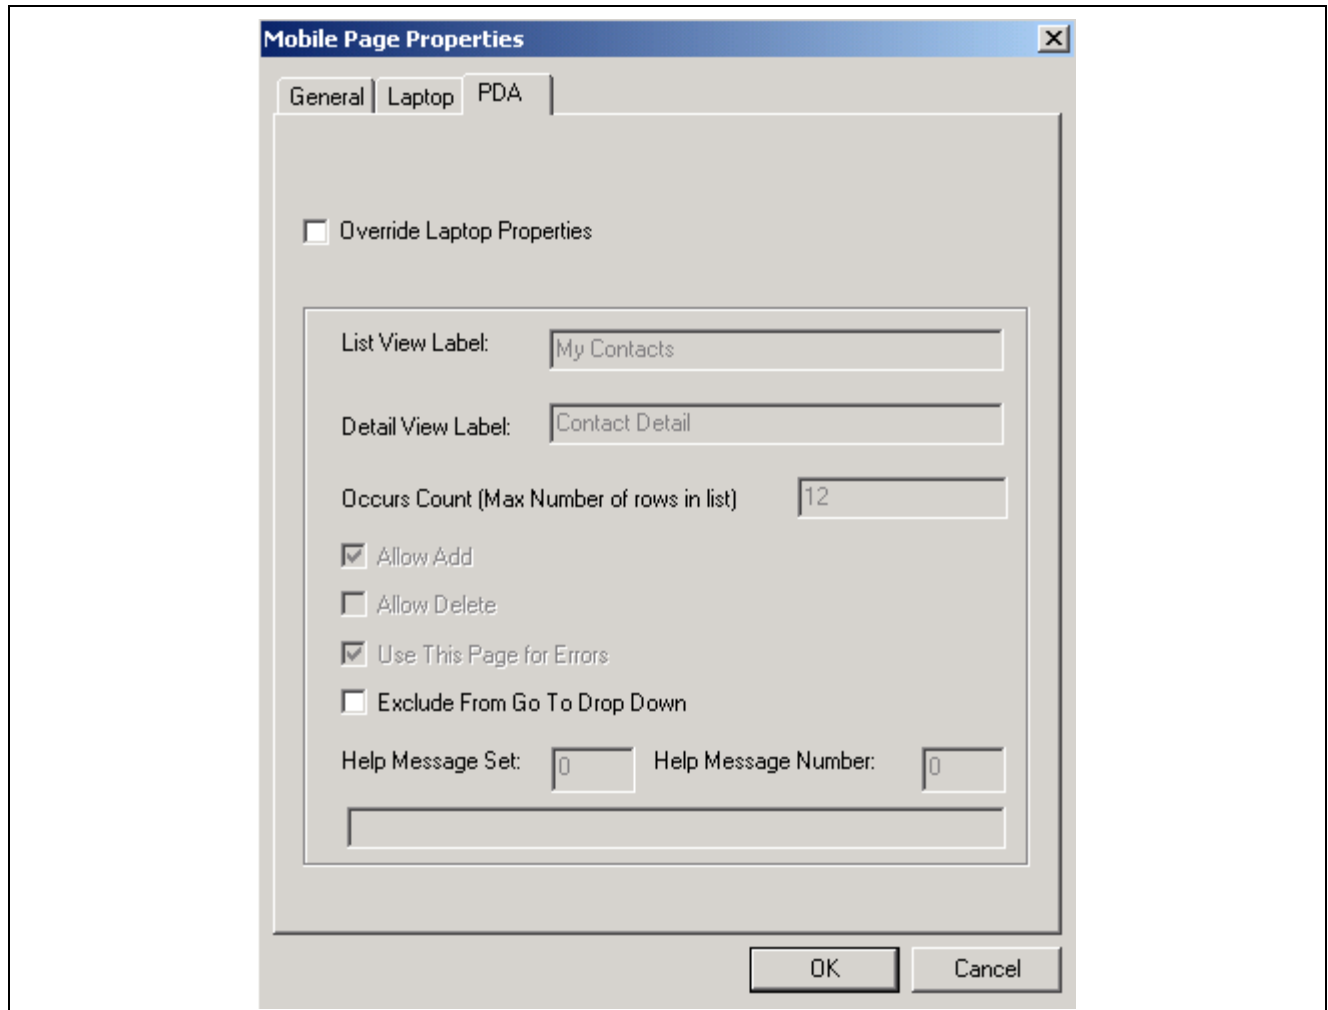 Mobile Page Properties
General Laptop PDA
Override Laptop Properties
List View Label: My Contacts
Detail View Label: Contact Detail
Occurs Count (Max Number of rows in list) 12
Allow Add
Allow Delete
Use This Page for Errors
Exclude From Go To Drop Down
Help Message Set: 0 Help Message Number: 0
OK Cancel